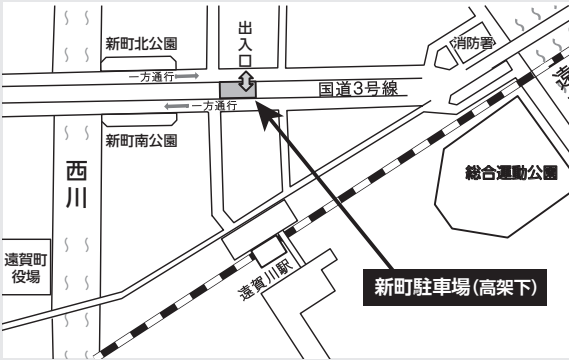 新町北公園
出入口
消防署
一方通行
国道3号線
遠
一方通行
新町南公園
総合運動公園
西川
遠賀町
役場
遠賀川駅
新町駐車場(高架下)